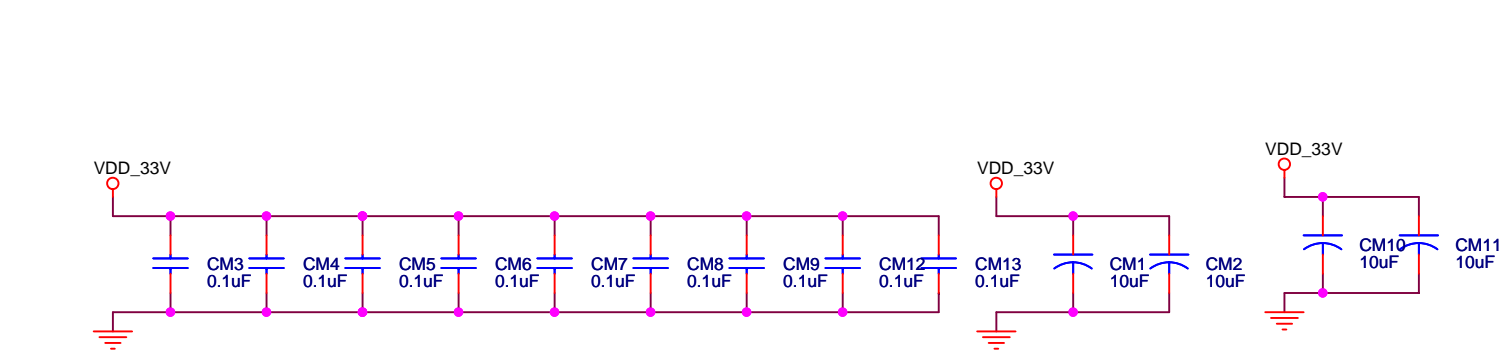 VDD_33V
VDD_33V
VDD_33V
CM3 CM4 CM5 CM6 CM7 CM8 CM9 CM12 CM13 CM1 CM2 CM10 CM11
0.1uF 0.1uF 0.1uF 0.1uF 0.1uF 0.1uF 0.1uF 0.1uF 0.1uF 10uF 10uF 10uF 10uF